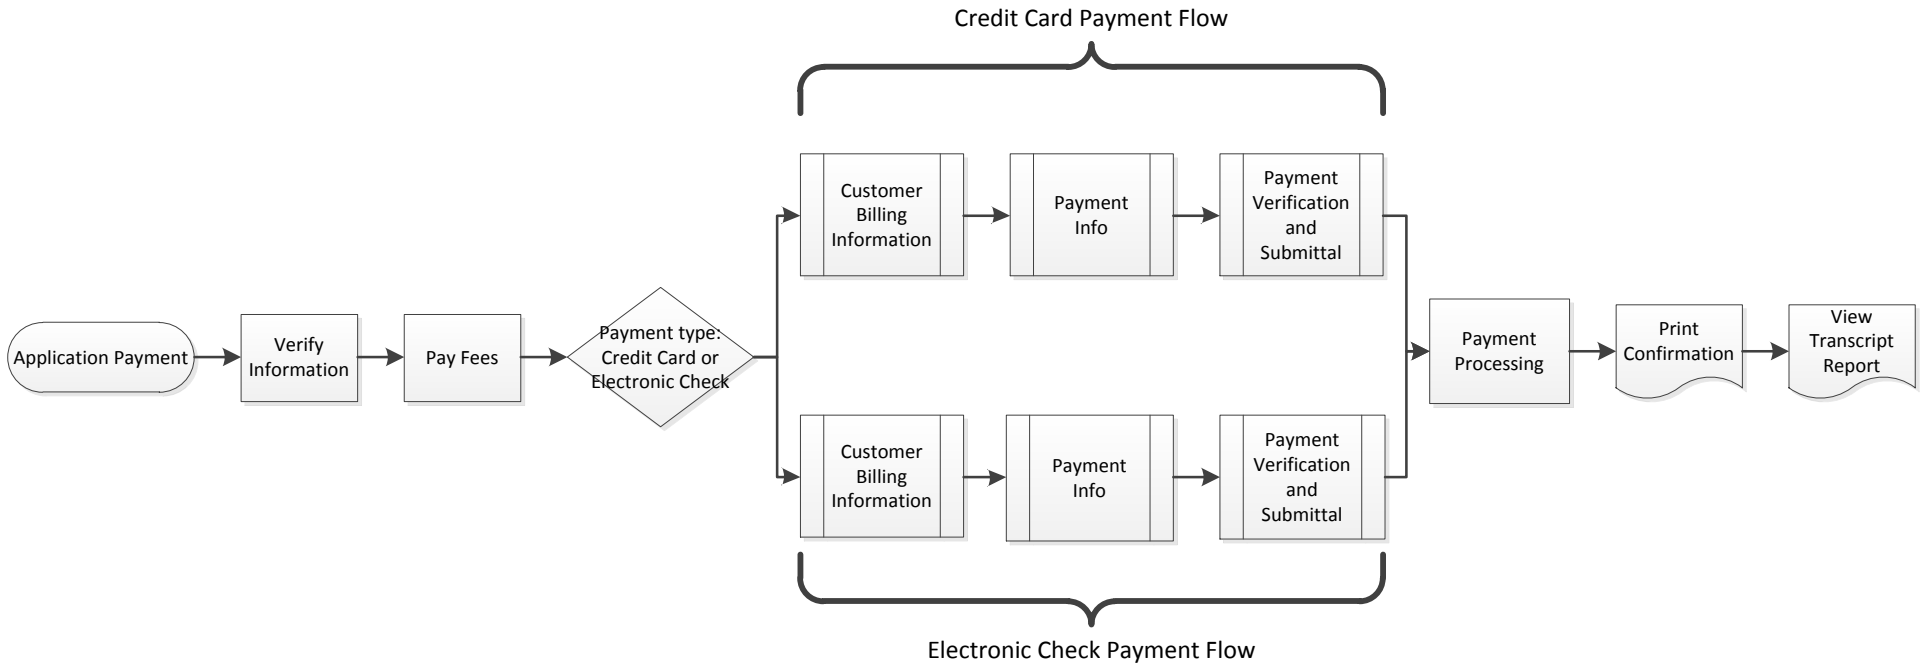 Credit Card Payment Flow
Customer
Billing
Information
Payment
Info
Payment
Verification
and
Submittal
Application Payment
Verify
Information
Pay Fees
Payment type:
Credit Card or
Electronic Check
Payment
Processing
Print
Confirmation
View
Transcript
Report
Customer
Billing
Information
Payment
Info
Payment
Verification
and
Submittal
Electronic Check Payment Flow